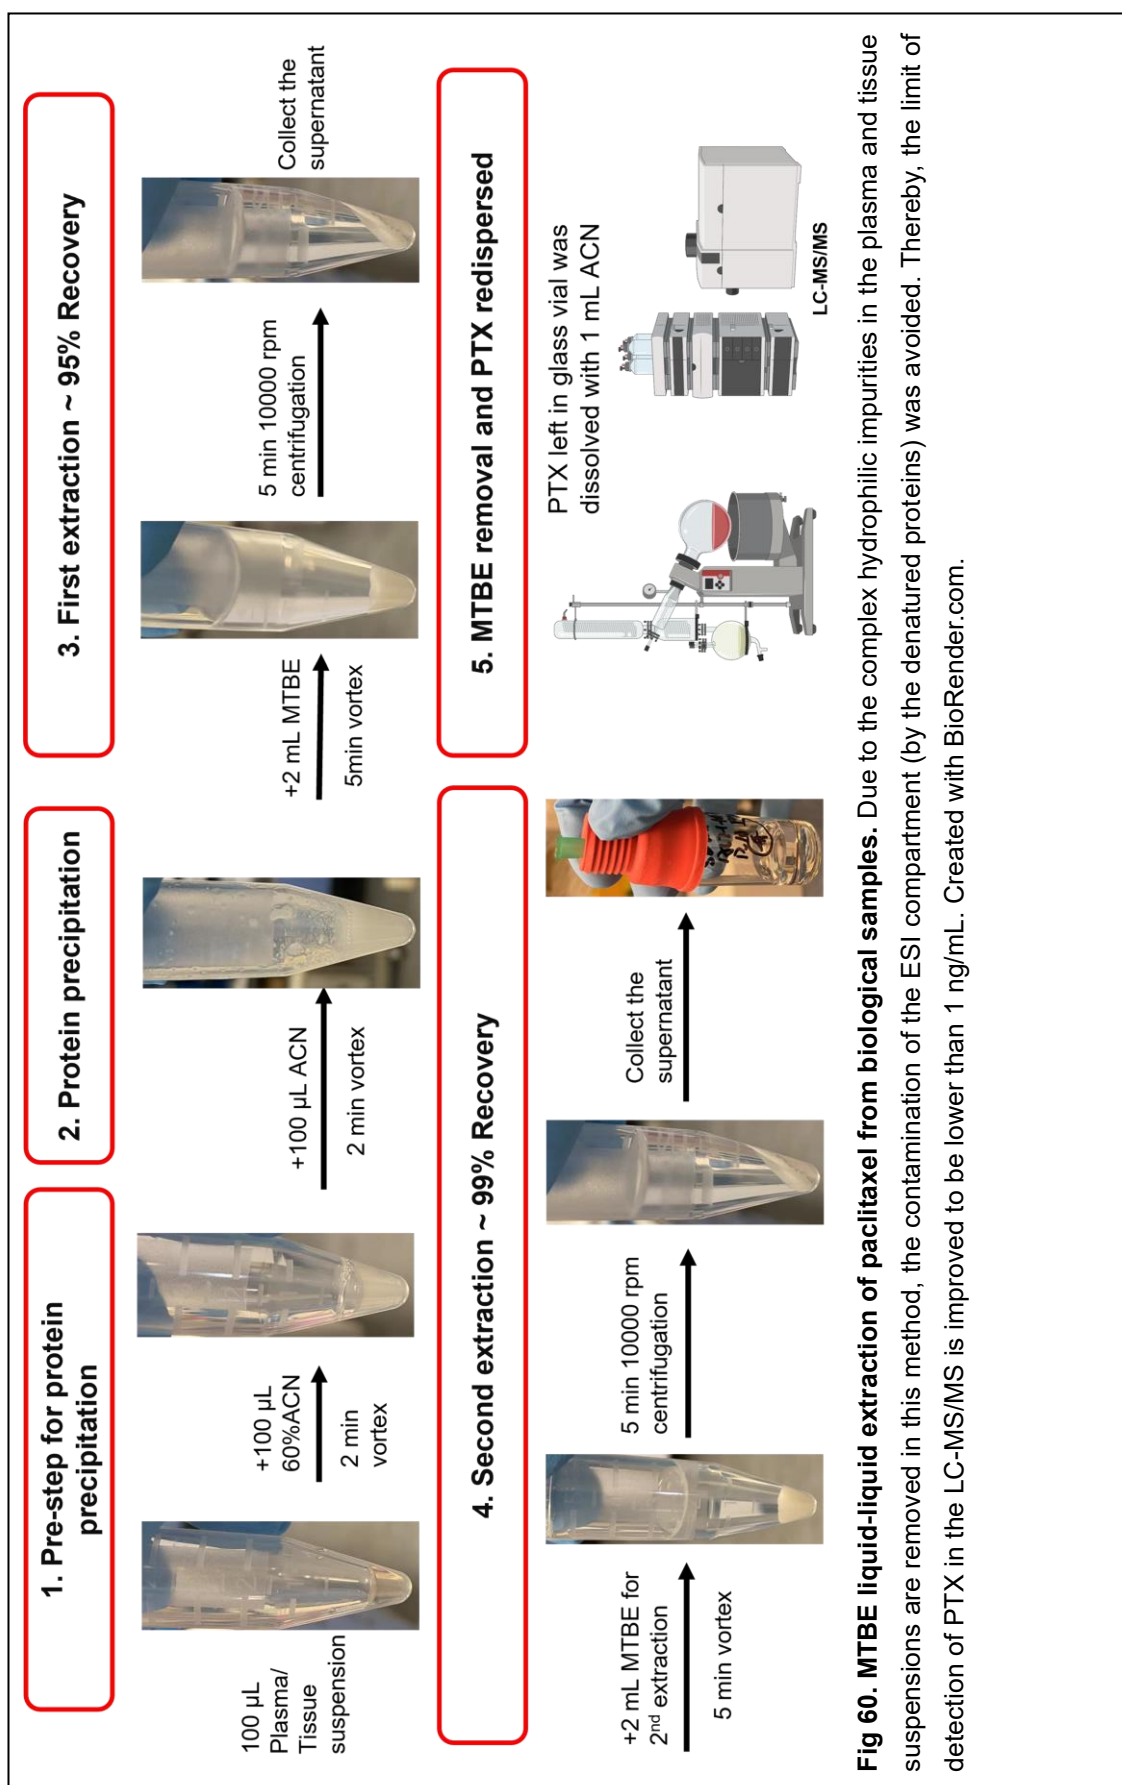 1. Pre-step for protein
precipitation
2. Protein precipitation
3. First extraction ~ 95% Recovery
100 µL
Plasma/
Tissue
suspension
+100 µL
60%ACN
2 min
vortex
+100 µL ACN
2 min vortex
+2 mL MTBE
5min vortex
5 min 10000 rpm
centrifugation
Collect the
supernatant
4. Second extraction ~ 99% Recovery
5. MTBE removal and PTX redispersed
+2 mL MTBE for
2nd extraction
5 min vortex
5 min 10000 rpm
centrifugation
Collect the
supernatant
PTX left in glass vial was
dissolved with 1 mL ACN
LC-MS/MS
Fig 60. MTBE liquid-liquid extraction of paclitaxel from biological samples. Due to the complex hydrophilic impurities in the plasma and tissue
suspensions are removed in this method, the contamination of the ESI compartment (by the denatured proteins) was avoided. Thereby, the limit of
detection of PTX in the LC-MS/MS is improved to be lower than 1 ng/mL. Created with BioRender.com.